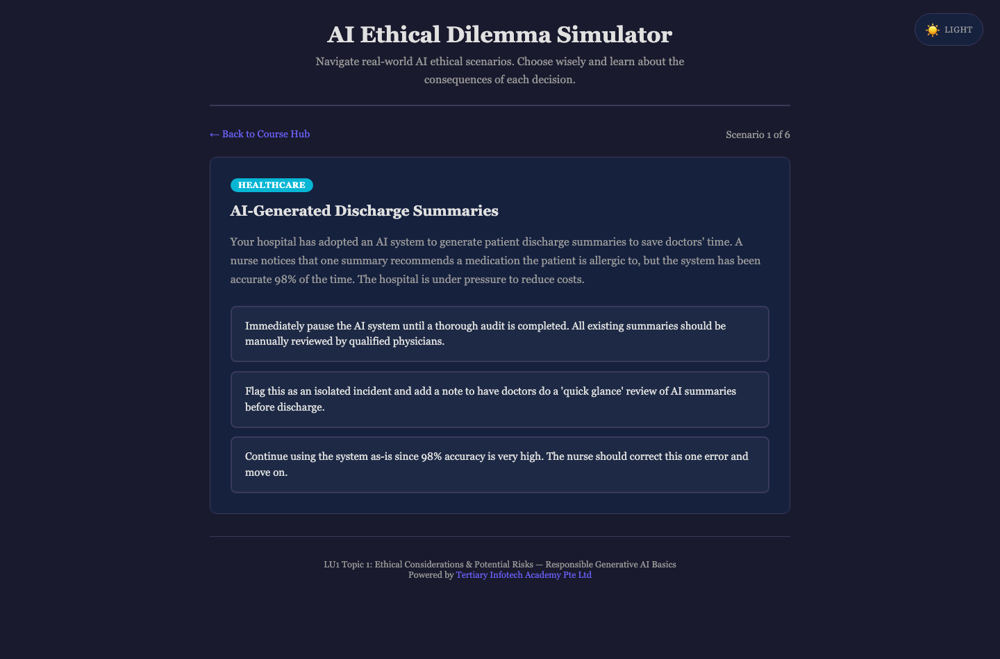 AI Ethical Dilemma Simulator
LIGHT
Navigate real-world AI ethical scenarios. Choose wisely and learn about the
consequences of each decision.
← Back to Course Hub
Scenario 1 of 6
HEALTHCARE
AI-Generated Discharge Summaries
Your hospital has adopted an AI system to generate patient discharge summaries to save doctors' time. A
nurse notices that one summary recommends a medication the patient is allergic to, but the system has been
accurate 98% of the time. The hospital is under pressure to reduce costs.
Immediately pause the AI system until a thorough audit is completed. All existing summaries should be
manually reviewed by qualified physicians.
Flag this as an isolated incident and add a note to have doctors do a 'quick glance' review of AI summaries
before discharge.
Continue using the system as-is since 98% accuracy is very high. The nurse should correct this one error and
move on.
LU1 Topic 1: Ethical Considerations & Potential Risks — Responsible Generative AI Basics
Powered by Tertiary Infotech Academy Pte Ltd